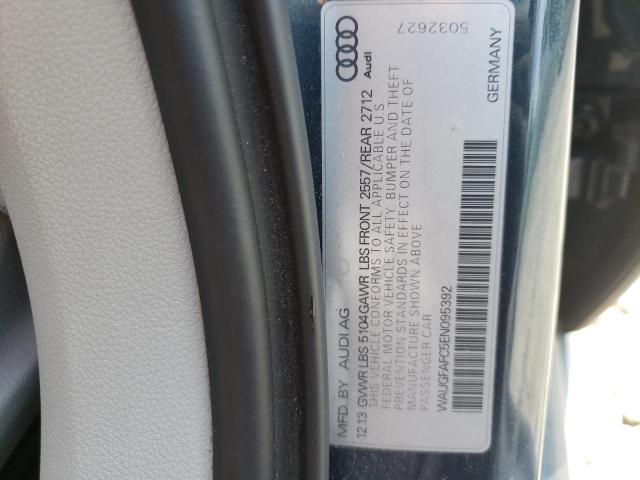 MFD. BY AUDI AG
12 13 GVWR LBS 5104 GAWR LBS FRONT 2557/REAR 2712
THIS VEHICLE CONFORMS TO ALL APPLICABLE U.S.
FEDERAL MOTOR VEHICLE SAFETY, BUMPER AND THEFT
PREVENTION STANDARDS IN EFFECT ON THE DATE OF
MANUFACTURE SHOWN ABOVE
PASSENGER CAR
WAUGFAFC5EN095392
Audi
5032627
GERMANY